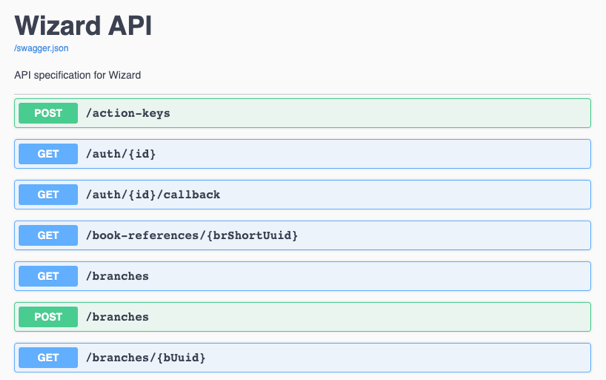 Wizard API
/swagger.json
API specification for Wizard
POST /action-keys
GET /auth/{id}
GET /auth/{id}/callback
GET /book-references/{brShortUuid}
GET /branches
POST /branches
GET /branches/{bUuid}